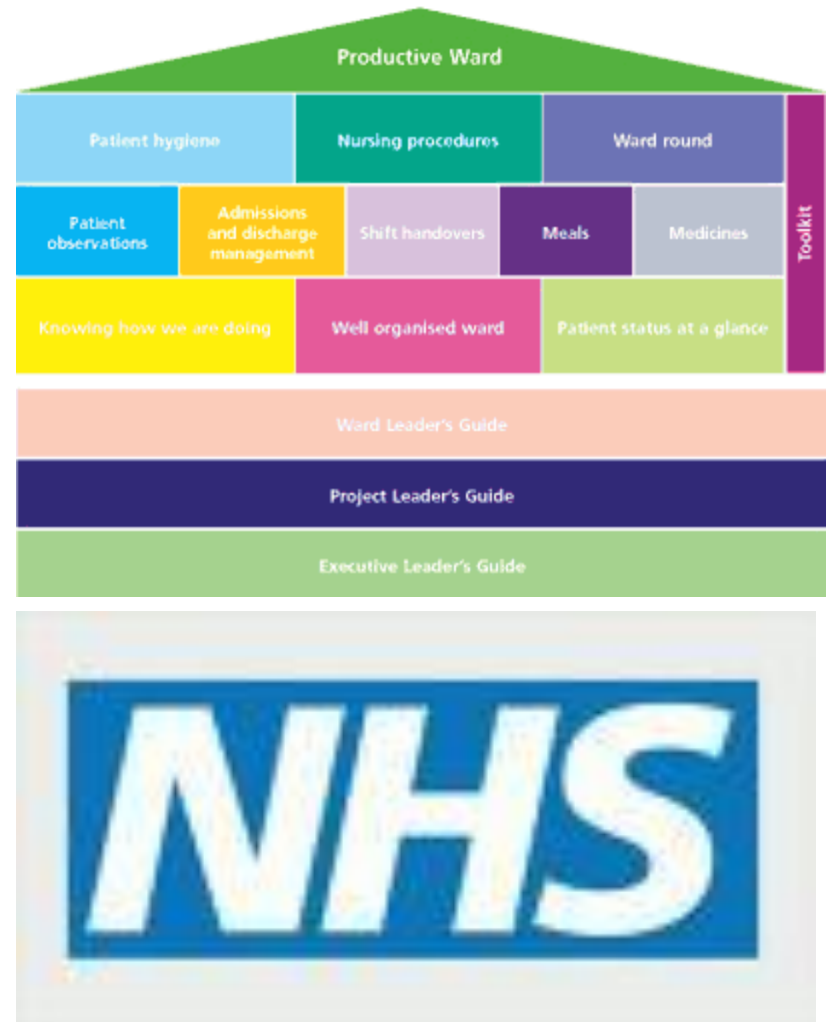 Productive Ward
Patient hygiene
Nursing procedures
Ward round
Patient
observations
Admissions
and discharge
management
Shift handovers
Meals
Medicines
Toolkit
Knowing how we are doing
Well organised ward
Patient status at a glance
Ward Leader's Guide
Project Leader's Guide
Executive Leader's Guide
NHS